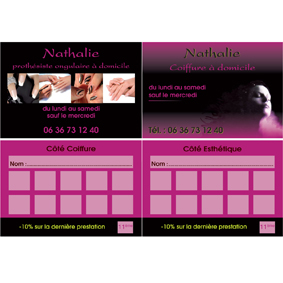 Nathalie
prothésiste ongulaire à domicile
du lundi au samedi
sauf le mercredi
06 36 73 12 40
Nathalie
Coiffure à domicile
du lundi au samedi
sauf le mercredi
Tél. : 06 36 73 12 40
Côté Coiffure
Nom :
-10% sur la dernière prestation
Côté Esthétique
Nom :
-10% sur la dernière prestation